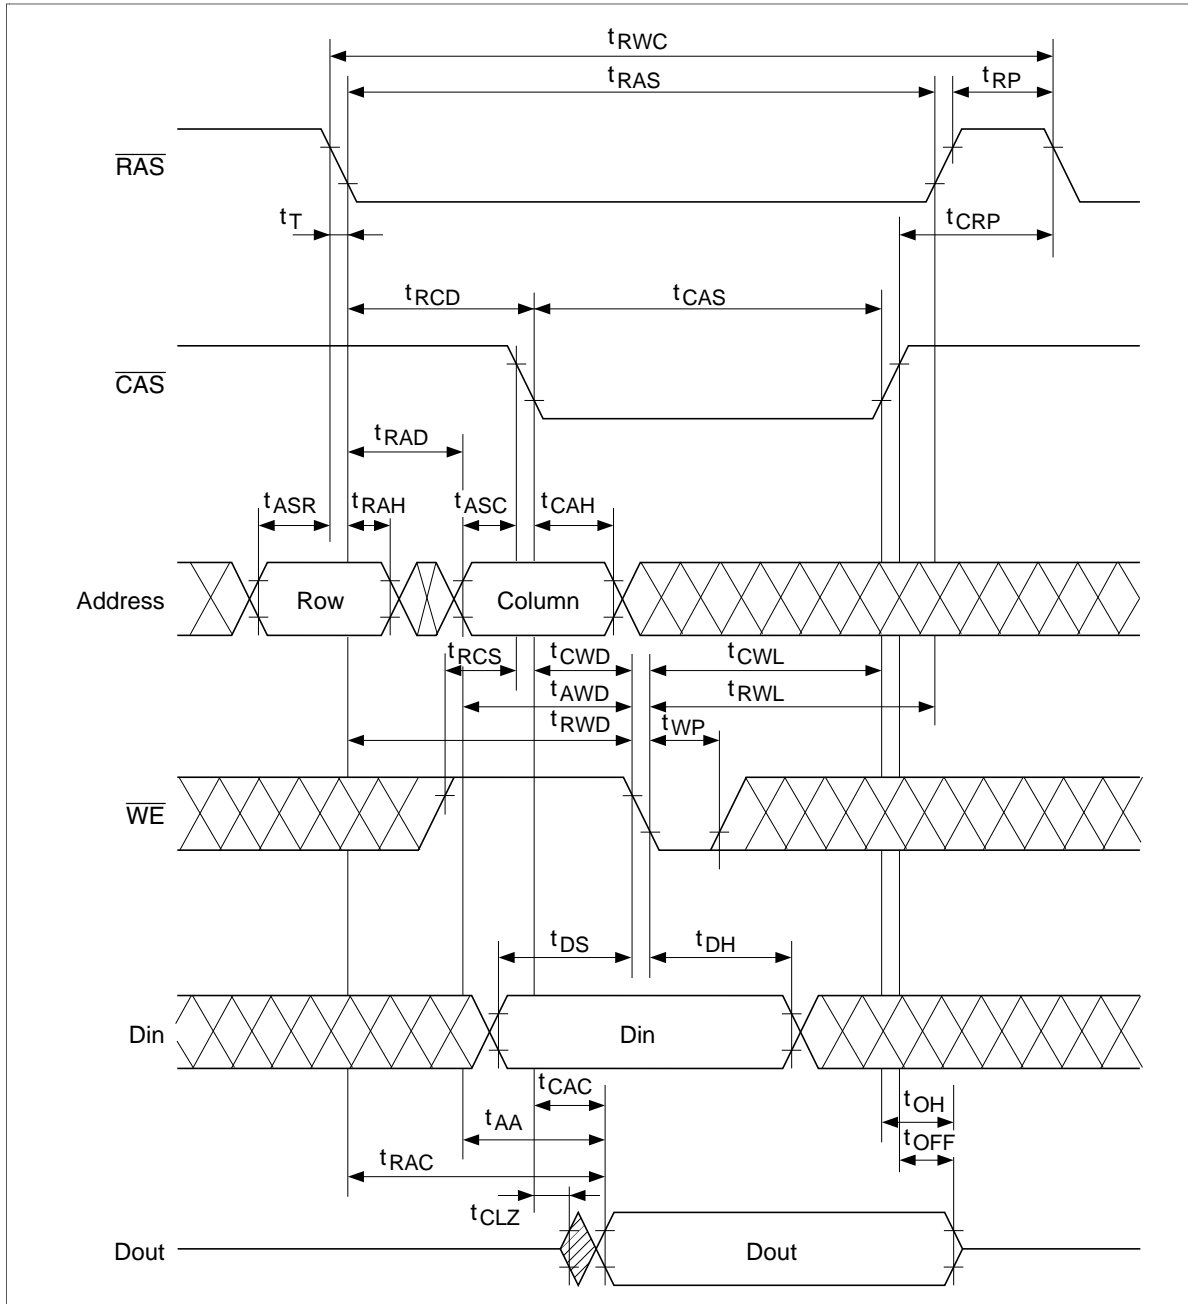 tRWC
tRAS
tRP
RAS
tT
tCRP
tRCD
tCAS
CAS
tRAD
tASR
tRAH
tASC
tCAH
Address
Row
Column
tRCS
tCWD
tCWL
tAWD
tRWL
tRWD
tWP
WE
tDS
tDH
Din
Din
tCAC
tOH
tAA
tOFF
tRAC
tCLZ
Dout
Dout